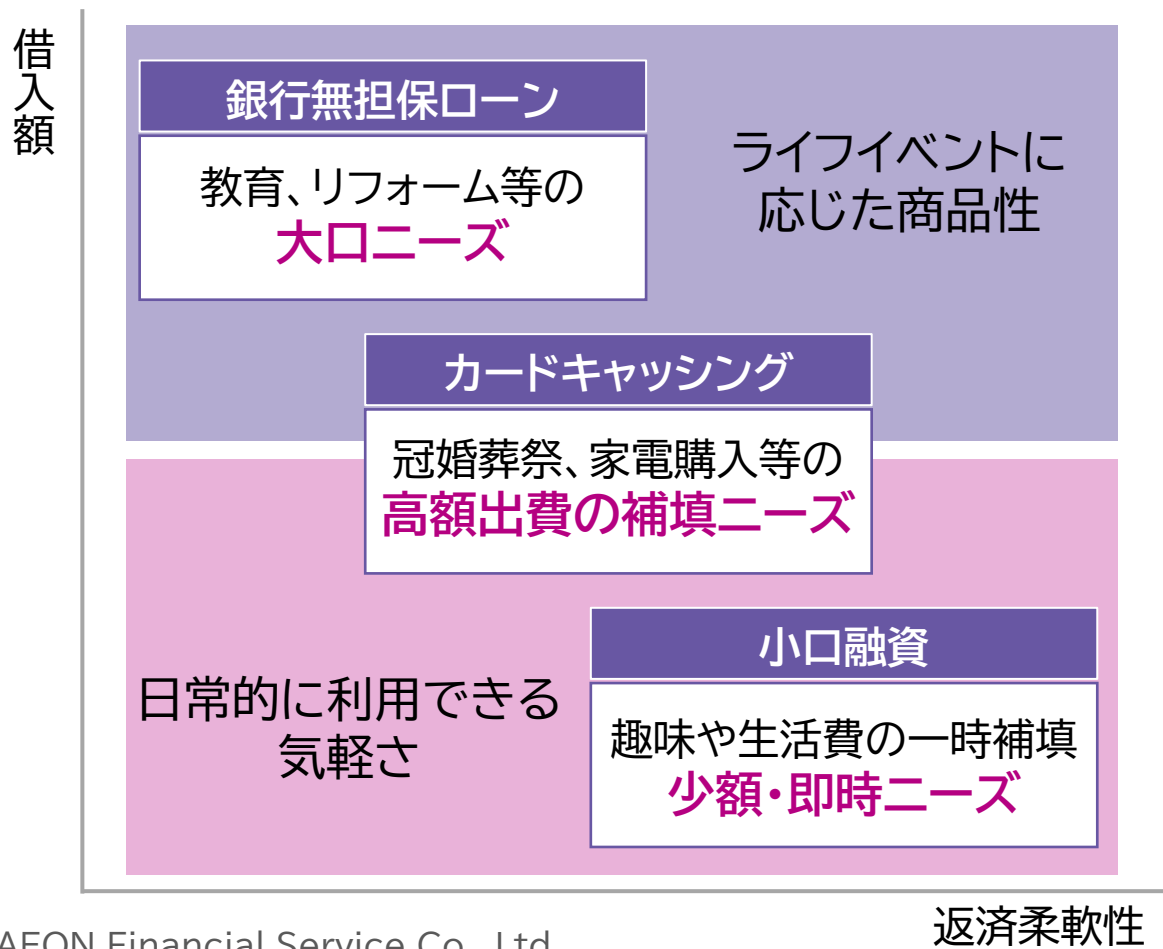 借入額
銀行無担保ローン
教育、リフォーム等の
大口ニーズ
ライフイベントに
応じた商品性
カードキャッシング
冠婚葬祭、家電購入等の
高額出費の補填ニーズ
小口融資
趣味や生活費の一時補填
少額・即時ニーズ
日常的に利用できる
気軽さ
返済柔軟性
AEON Financial Service Co., Ltd.